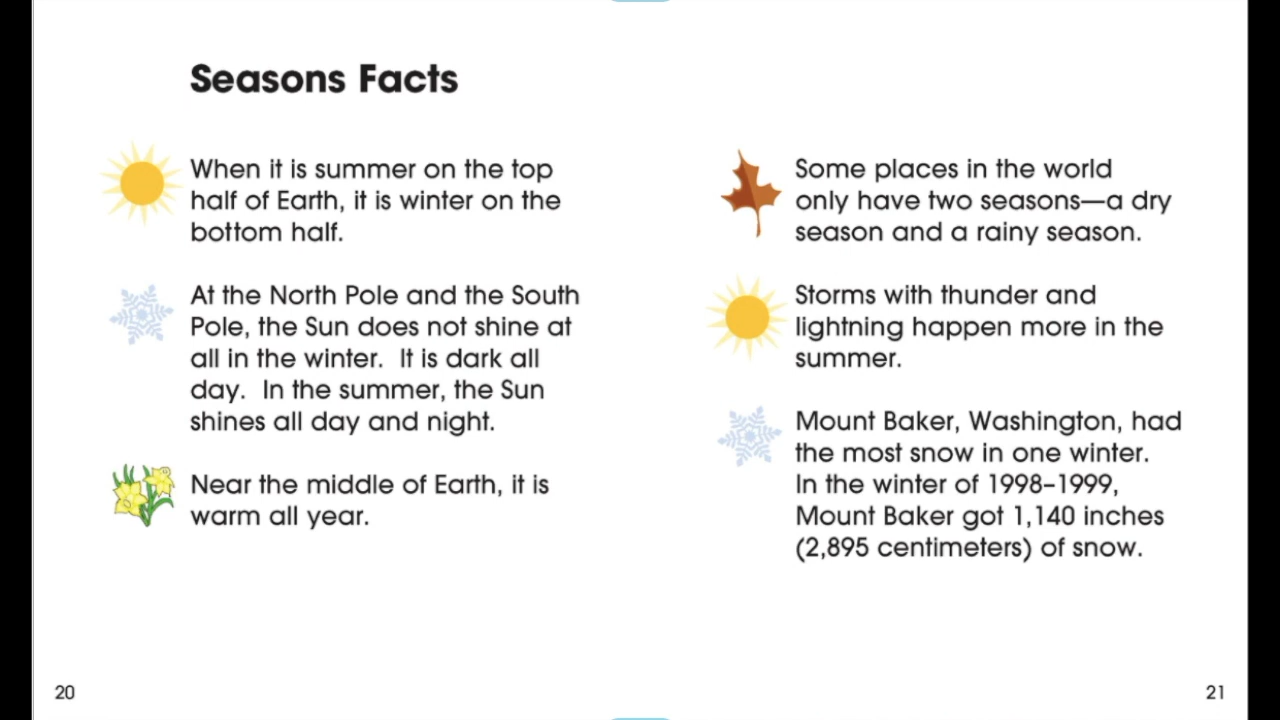 Seasons Facts
When it is summer on the top
half of Earth, it is winter on the
bottom half.
At the North Pole and the South
Pole, the Sun does not shine at
all in the winter.  It is dark all
day.  In the summer, the Sun
shines all day and night.
Near the middle of Earth, it is
warm all year.
20
Some places in the world
only have two seasons—a dry
season and a rainy season.
Storms with thunder and
lightning happen more in the
summer.
Mount Baker, Washington, had
the most snow in one winter.
In the winter of 1998–1999,
Mount Baker got 1,140 inches
(2,895 centimeters) of snow.
21